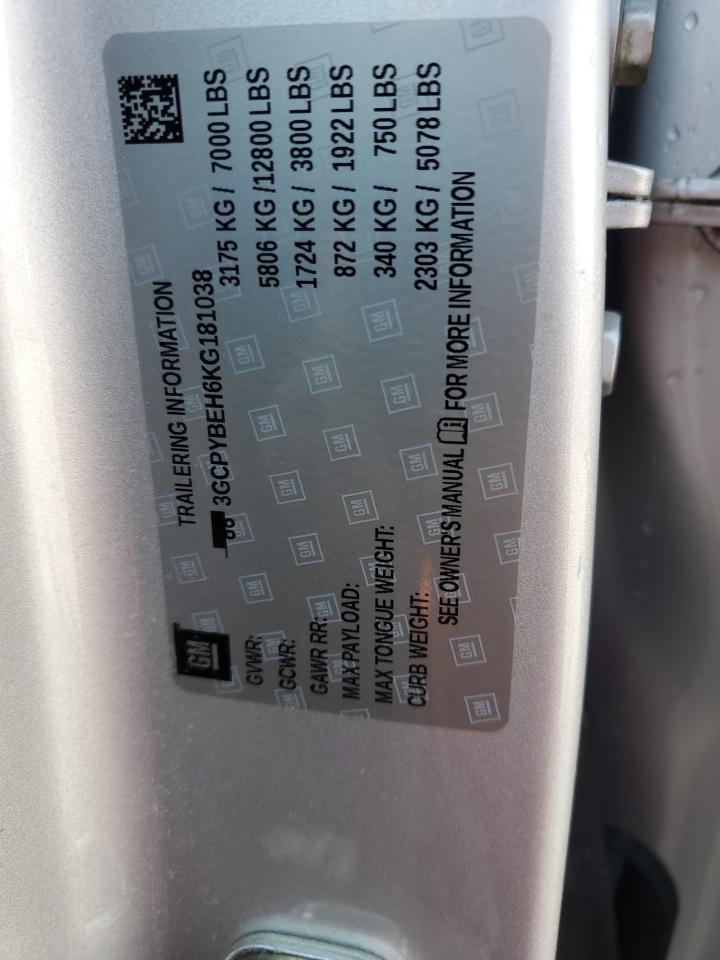 GM
TRAILERING INFORMATION
3GCPYBEH6KG181038
GVWR: 3175 KG / 7000 LBS
GCWR: 5806 KG /12800 LBS
GAWR RR: 1724 KG / 3800 LBS
MAX PAYLOAD: 872 KG / 1922 LBS
MAX TONGUE WEIGHT: 340 KG / 750 LBS
CURB WEIGHT: 2303 KG / 5078 LBS
SEE OWNER'S MANUAL FOR MORE INFORMATION